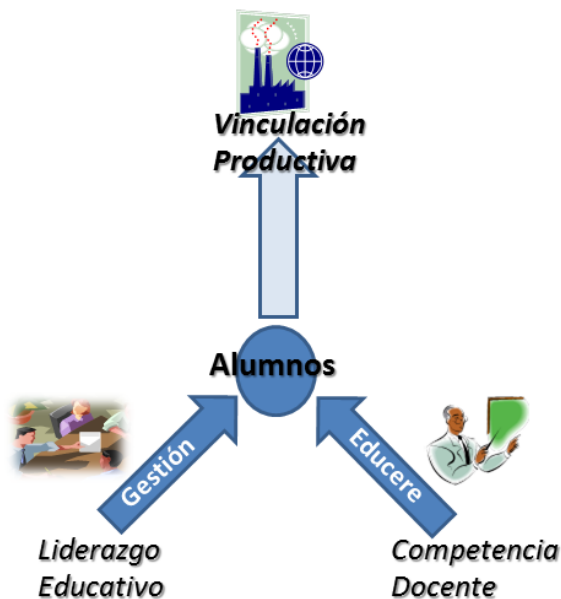 Vinculación
Productiva
Alumnos
Gestión
Educere
Liderazgo
Educativo
Competencia
Docente